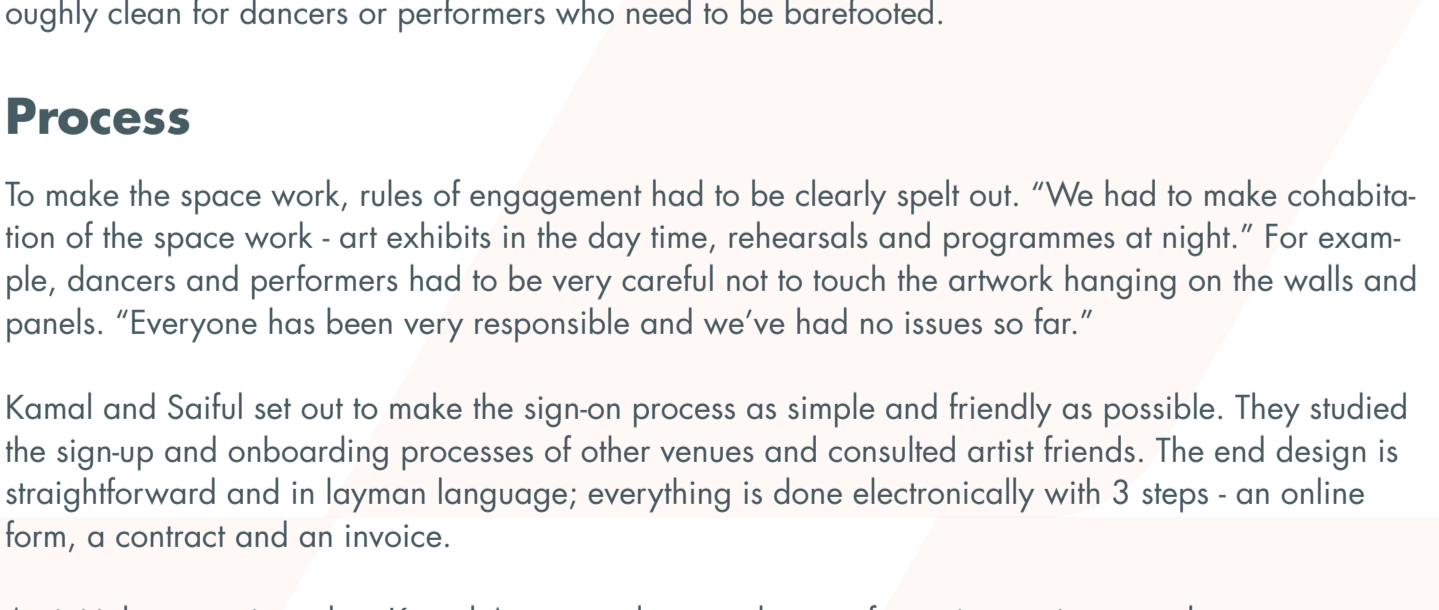 oughly clean for dancers or performers who need to be barefooted.
Process
To make the space work, rules of engagement had to be clearly spelt out. “We had to make cohabita-
tion of the space work - art exhibits in the day time, rehearsals and programmes at night.” For exam-
ple, dancers and performers had to be very careful not to touch the artwork hanging on the walls and
panels. “Everyone has been very responsible and we’ve had no issues so far.”
Kamal and Saiful set out to make the sign-on process as simple and friendly as possible. They studied
the sign-up and onboarding processes of other venues and consulted artist friends. The end design is
straightforward and in layman language; everything is done electronically with 3 steps - an online
form, a contract and an invoice.